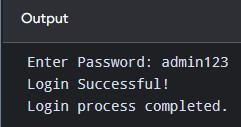 Output
Enter Password: admin123
Login Successful!
Login process completed.